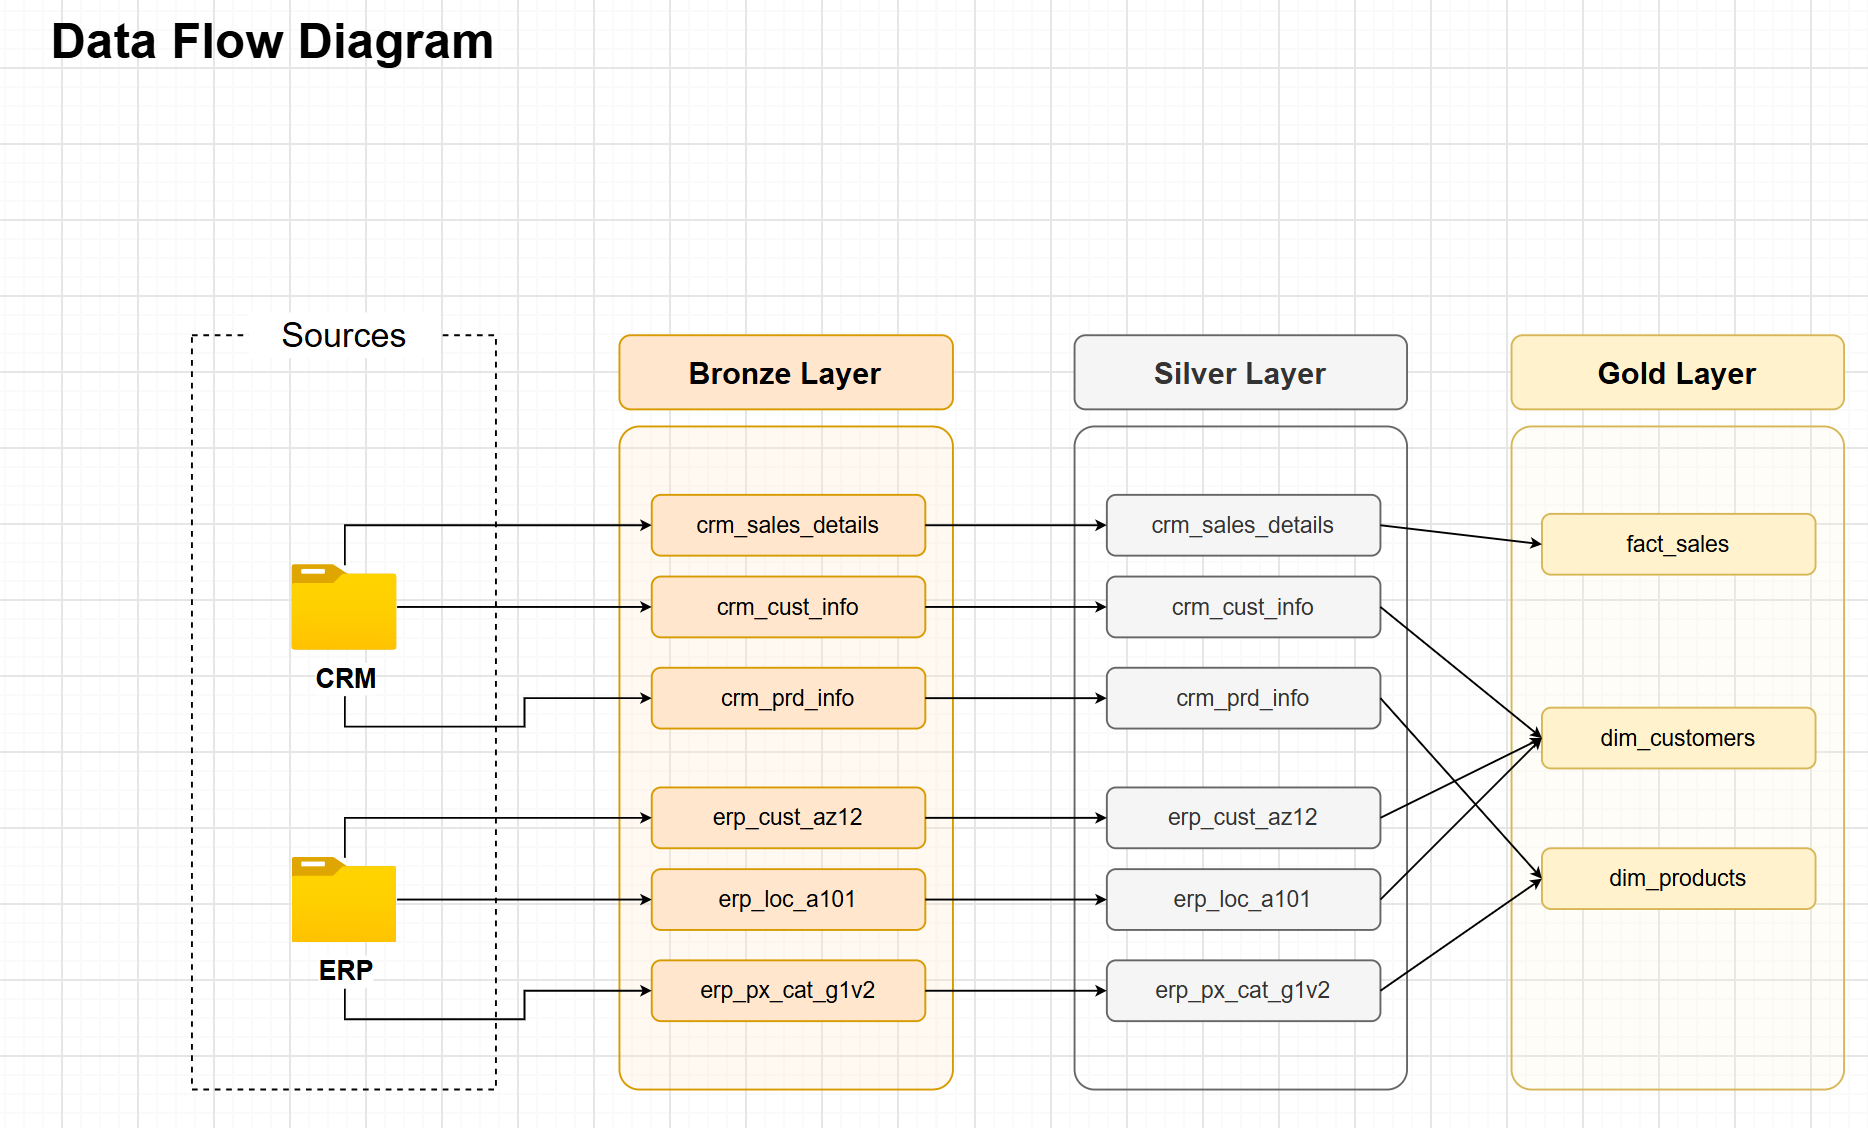 Data Flow Diagram
Sources
Bronze Layer
Silver Layer
Gold Layer
crm_sales_details
crm_sales_details
fact_sales
crm_cust_info
crm_cust_info
CRM
crm_prd_info
crm_prd_info
dim_customers
erp_cust_az12
erp_cust_az12
dim_products
erp_loc_a101
erp_loc_a101
ERP
erp_px_cat_g1v2
erp_px_cat_g1v2